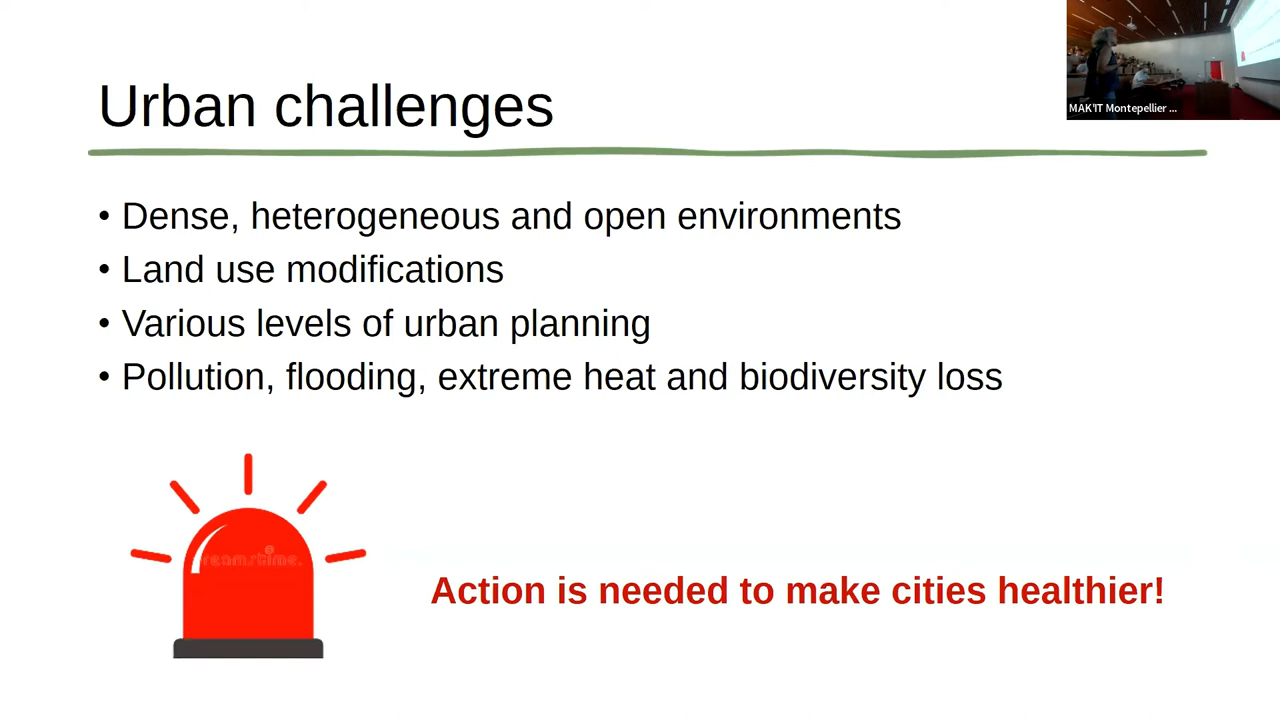 Urban challenges
MAK'IT Montepellier ...
• Dense, heterogeneous and open environments
• Land use modifications
• Various levels of urban planning
• Pollution, flooding, extreme heat and biodiversity loss
dreamstime.
Action is needed to make cities healthier!